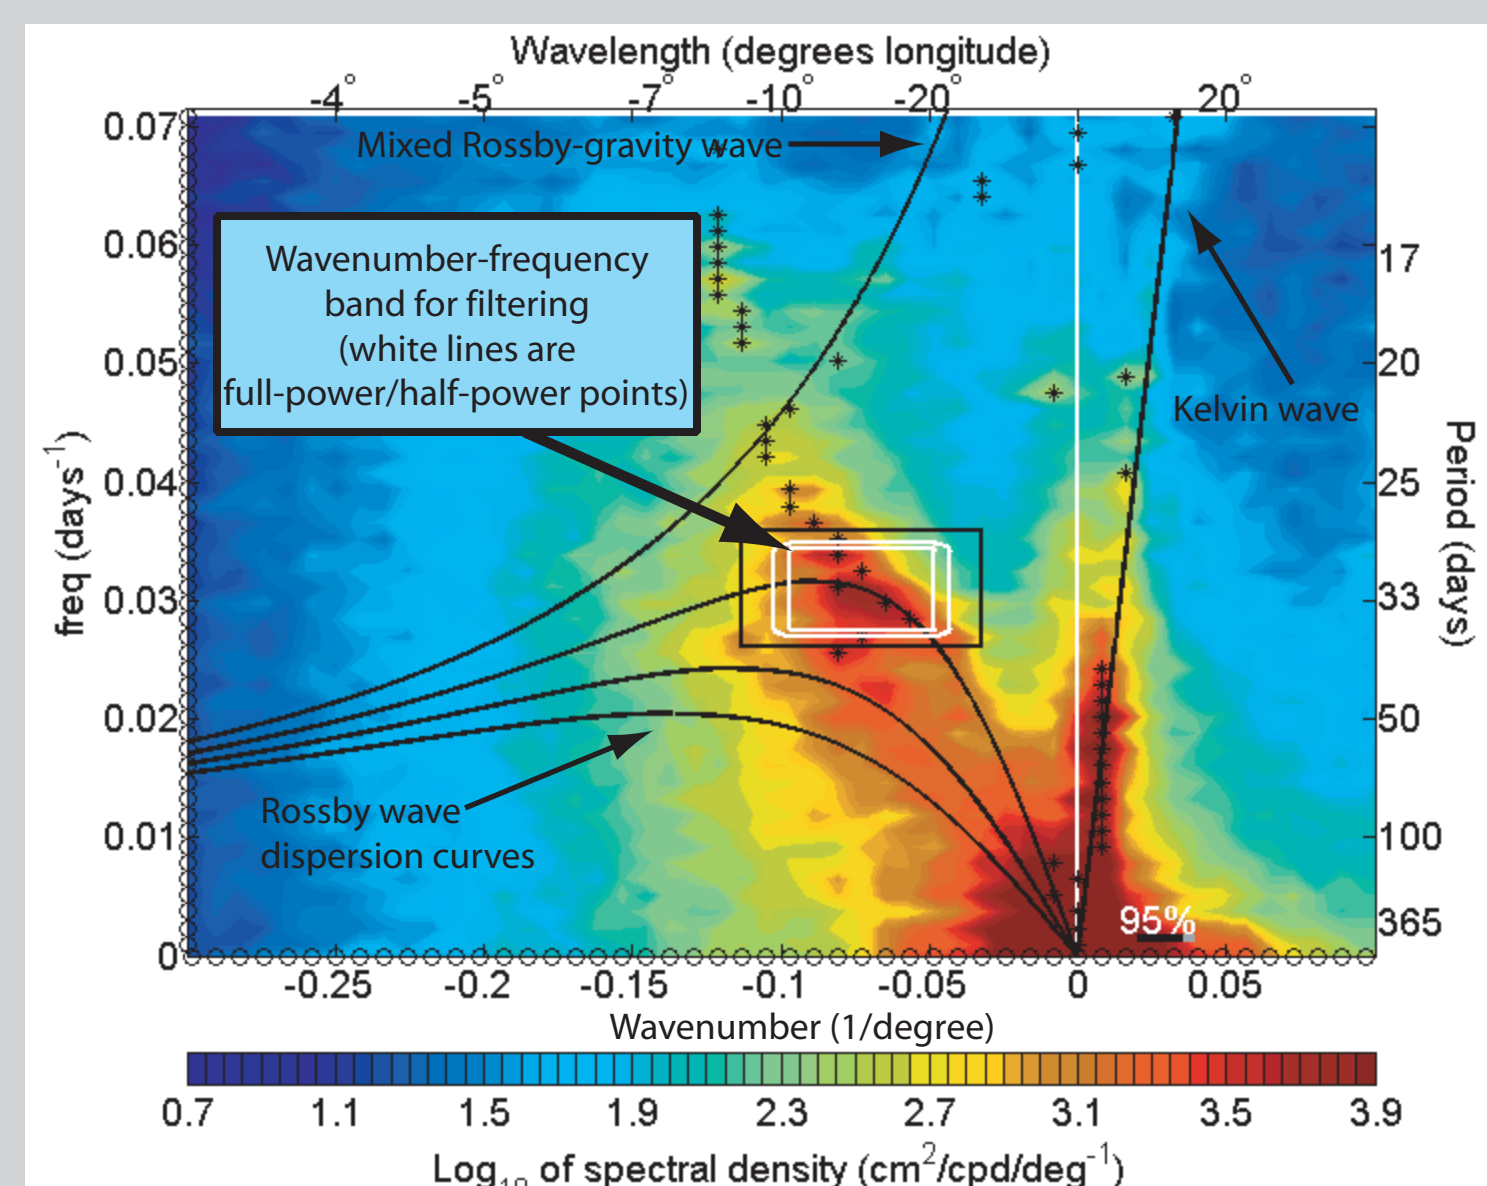 Wavelength (degrees longitude)
-4° -5° -7° -10° -20° 20°
Mixed Rossby-gravity wave
0.07
0.06
0.05
0.04
0.03
0.02
0.01
0
freq (days⁻¹)
Wavenumber-frequency
band for filtering
(white lines are
full-power/half-power points)
Kelvin wave
Rossby wave
dispersion curves
95%
17
20
25
33
50
100
365
Period (days)
-0.25 -0.2 -0.15 -0.1 -0.05 0 0.05
Wavenumber (1/degree)
0.7 1.1 1.5 1.9 2.3 2.7 3.1 3.5 3.9
Log₁₀ of spectral density (cm²/cpd/deg⁻¹)